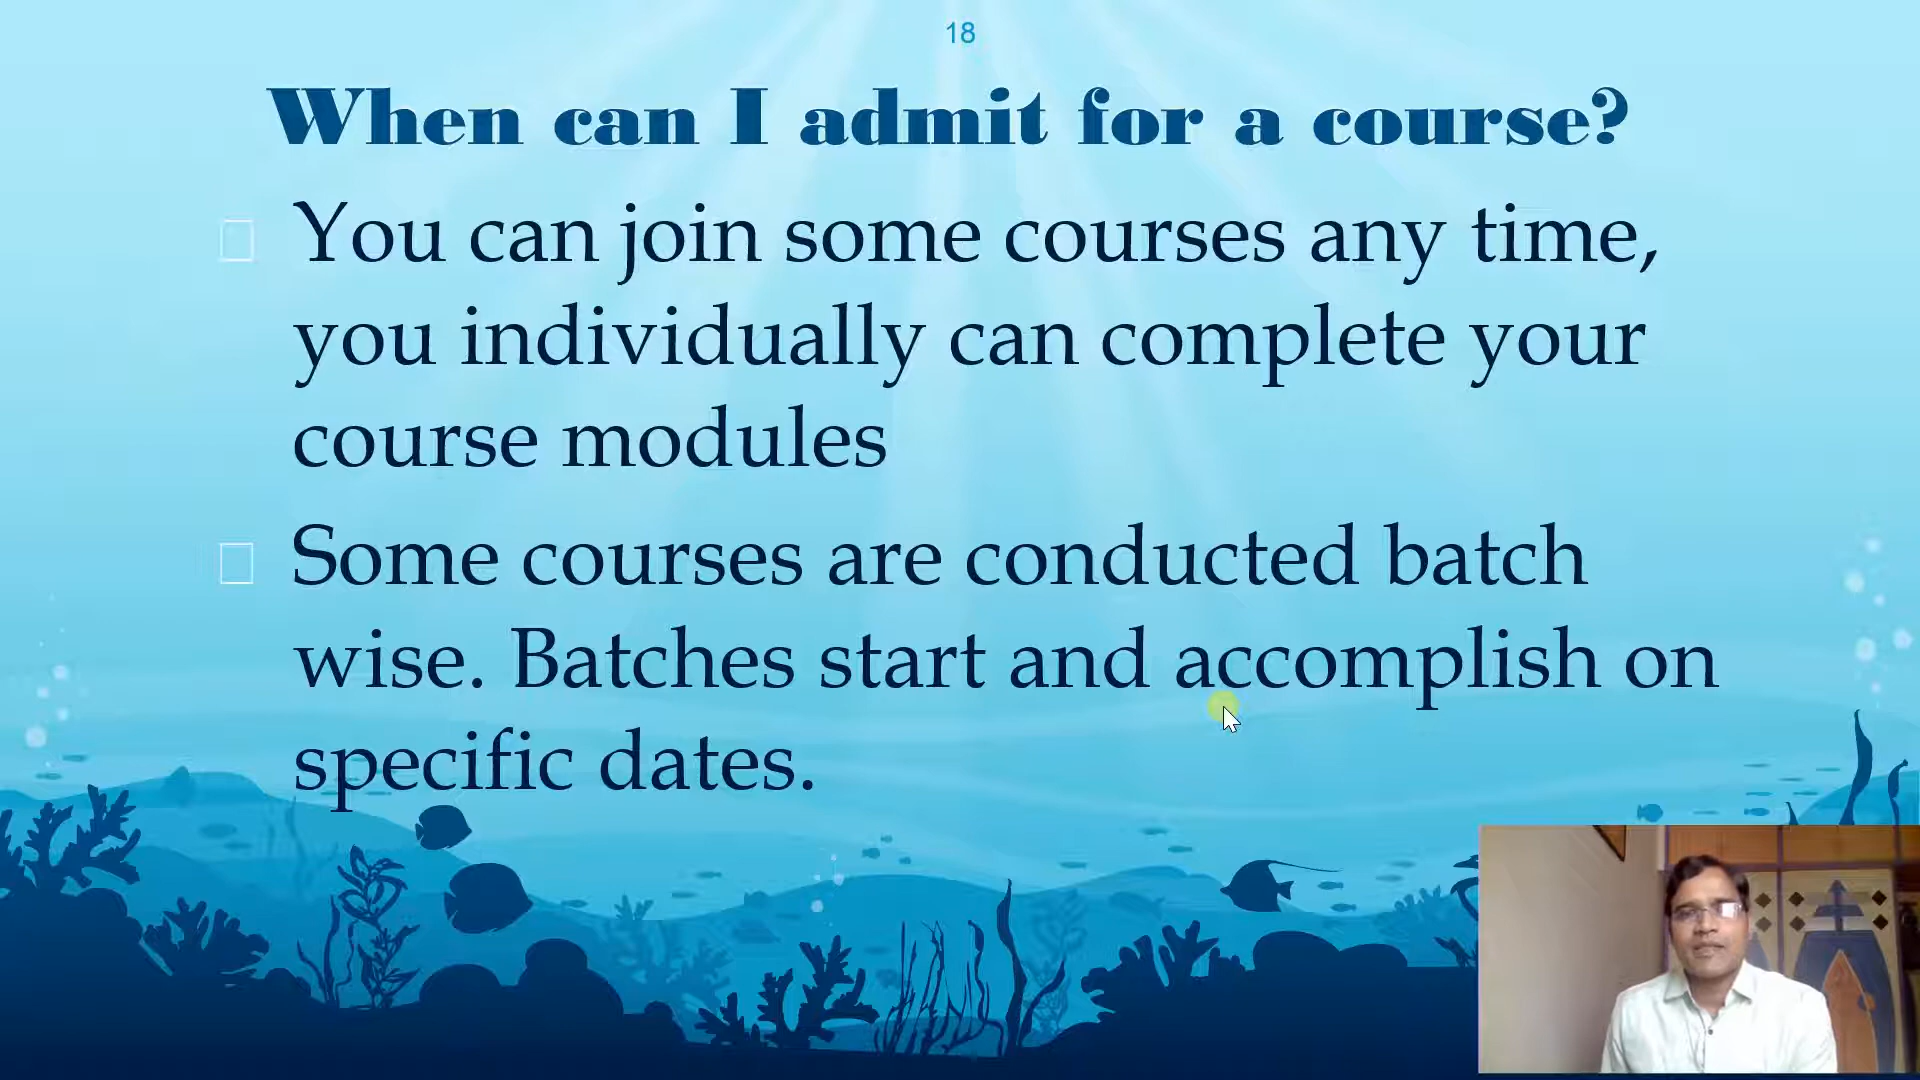 18
When can I admit for a course?
You can join some courses any time,
you individually can complete your
course modules
Some courses are conducted batch
wise. Batches start and accomplish on
specific dates.